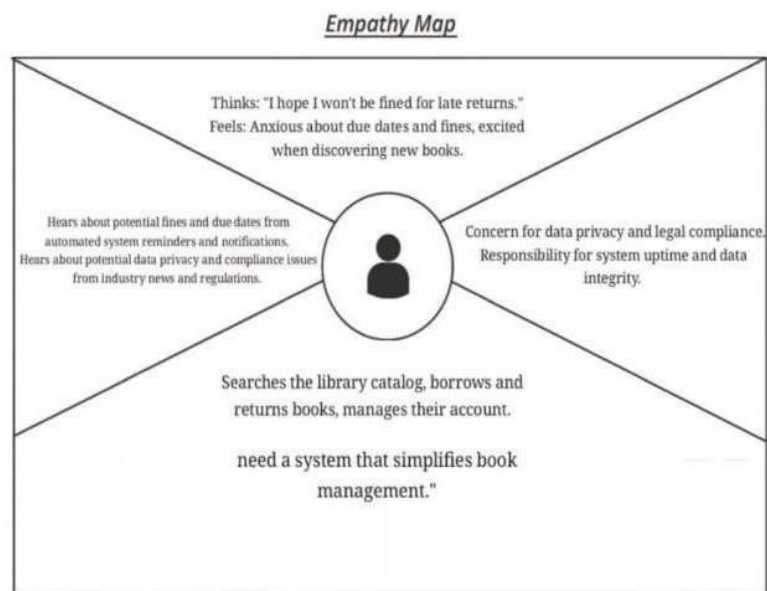 Empathy Map
Thinks: "I hope I won't be fined for late returns."
Feels: Anxious about due dates and fines, excited
when discovering new books.
Hears about potential fines and due dates from
automated system reminders and notifications.
Hears about potential data privacy and compliance issues
from industry news and regulations.
Concern for data privacy and legal compliance.
Responsibility for system uptime and data
integrity.
Searches the library catalog, borrows and
returns books, manages their account.
need a system that simplifies book
management."